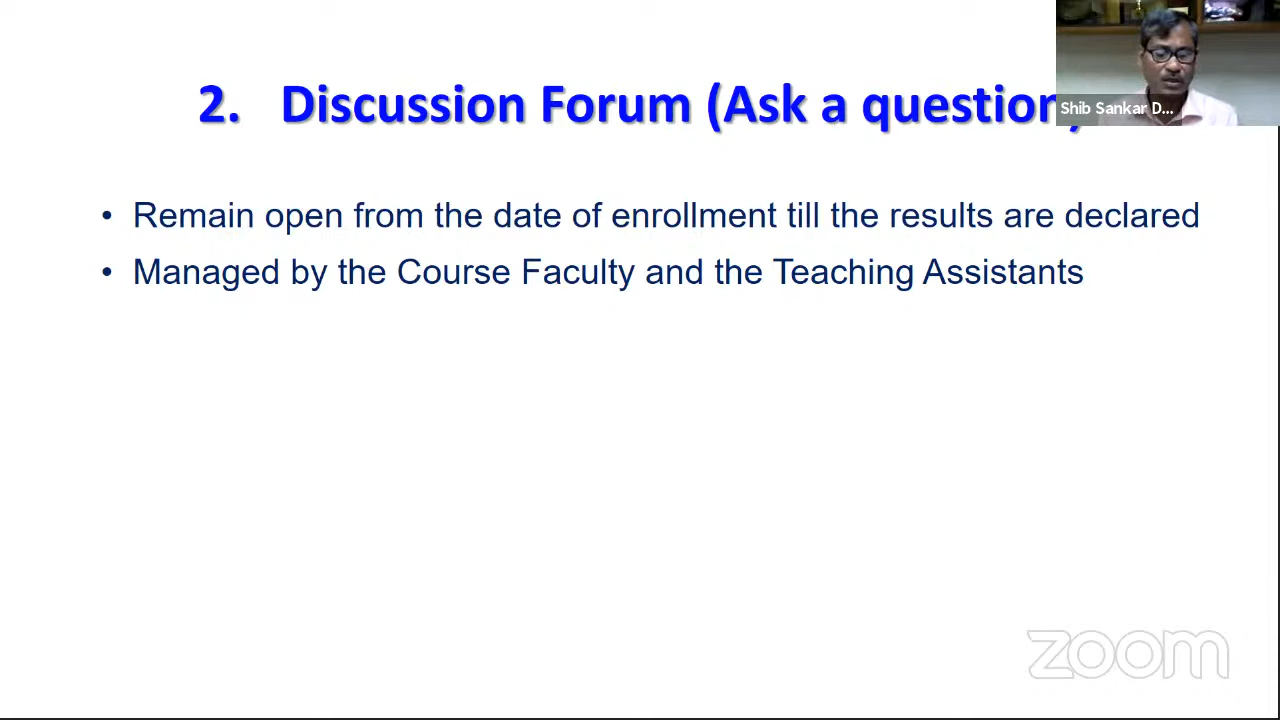 2. Discussion Forum (Ask a question)
Shib Sankar D...
• Remain open from the date of enrollment till the results are declared
• Managed by the Course Faculty and the Teaching Assistants
zoom